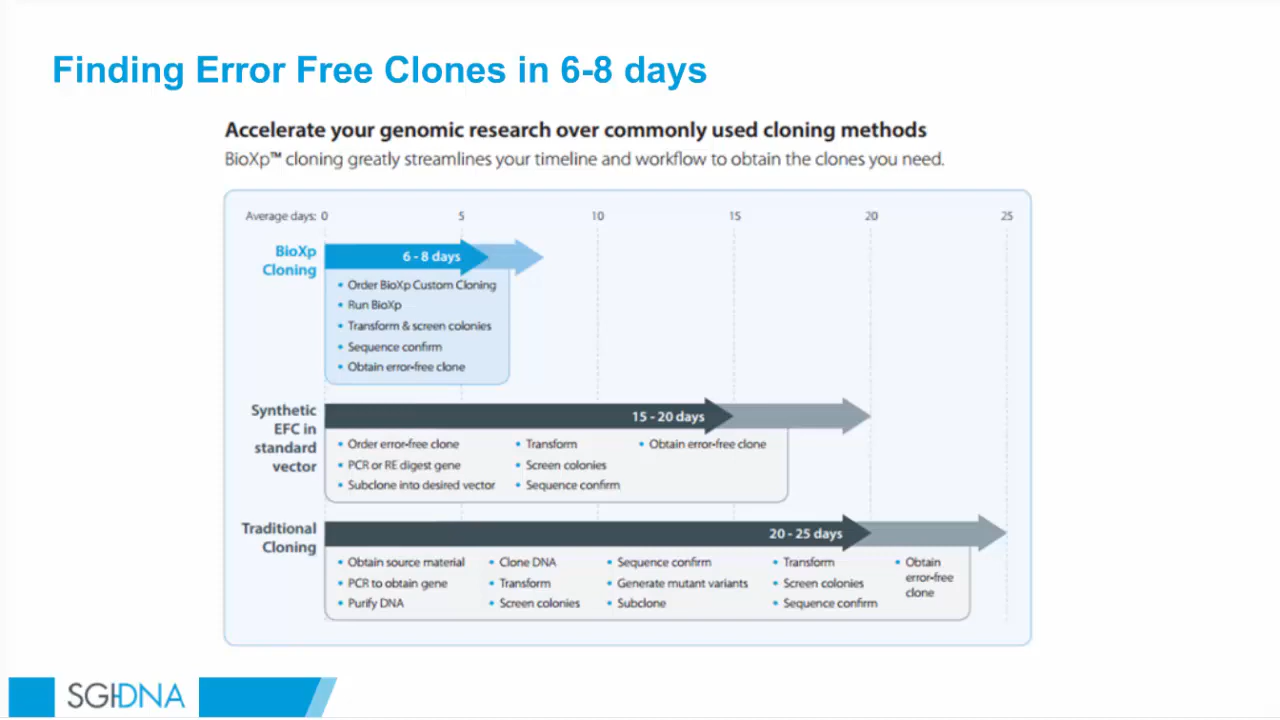 Finding Error Free Clones in 6-8 days
Accelerate your genomic research over commonly used cloning methods
BioXp™ cloning greatly streamlines your timeline and workflow to obtain the clones you need.
Average days: 0 5 10 15 20 25
BioXp
Cloning
6 - 8 days
• Order BioXp Custom Cloning
• Run BioXp
• Transform & screen colonies
• Sequence confirm
• Obtain error-free clone
Synthetic
EFC in
standard
vector
15 - 20 days
• Order error-free clone
• PCR or RE digest gene
• Subclone into desired vector
• Transform
• Screen colonies
• Sequence confirm
• Obtain error-free clone
Traditional
Cloning
20 - 25 days
• Obtain source material
• PCR to obtain gene
• Purify DNA
• Clone DNA
• Transform
• Screen colonies
• Sequence confirm
• Generate mutant variants
• Subclone
• Transform
• Screen colonies
• Sequence confirm
• Obtain
error-free
clone
SGI-DNA